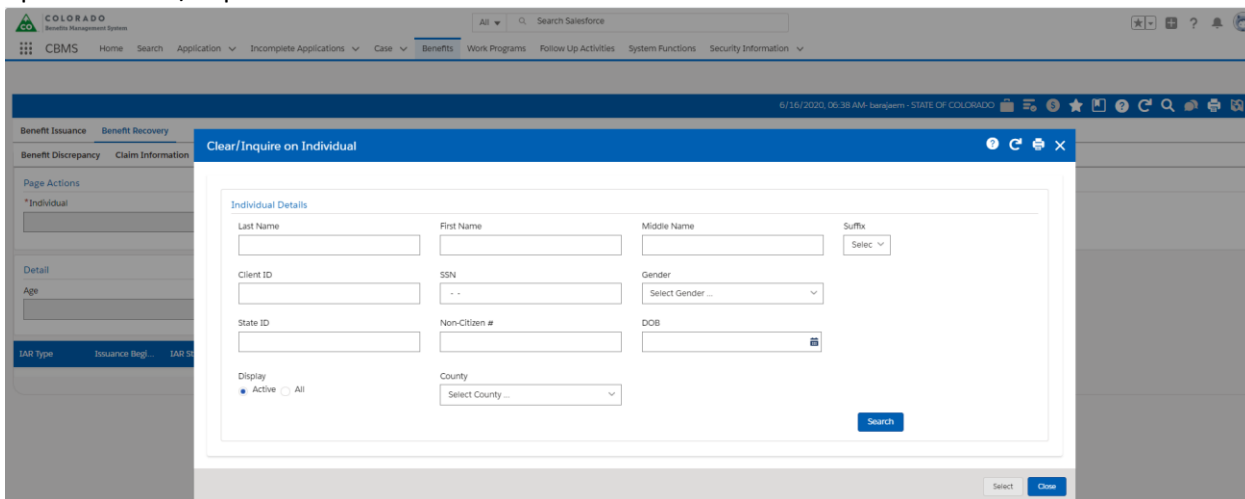 COLORADO
Benefits Management System
All
Search Salesforce
CBMS Home Search Application Incomplete Applications Case Benefits Work Programs Follow Up Activities System Functions Security Information
6/16/2020, 06:38 AM- barajaem - STATE OF COLORADO
Benefit Issuance Benefit Recovery
Clear/Inquire on Individual
Benefit Discrepancy Claim Information
Page Actions
*Individual
Individual Details
Last Name First Name Middle Name Suffix
Selec
Detail
Client ID SSN Gender
- - Select Gender ...
Age
State ID Non-Citizen # DOB
IAR Type Issuance Begi... IAR St
Display County
Active All Select County ...
Search
Select Close